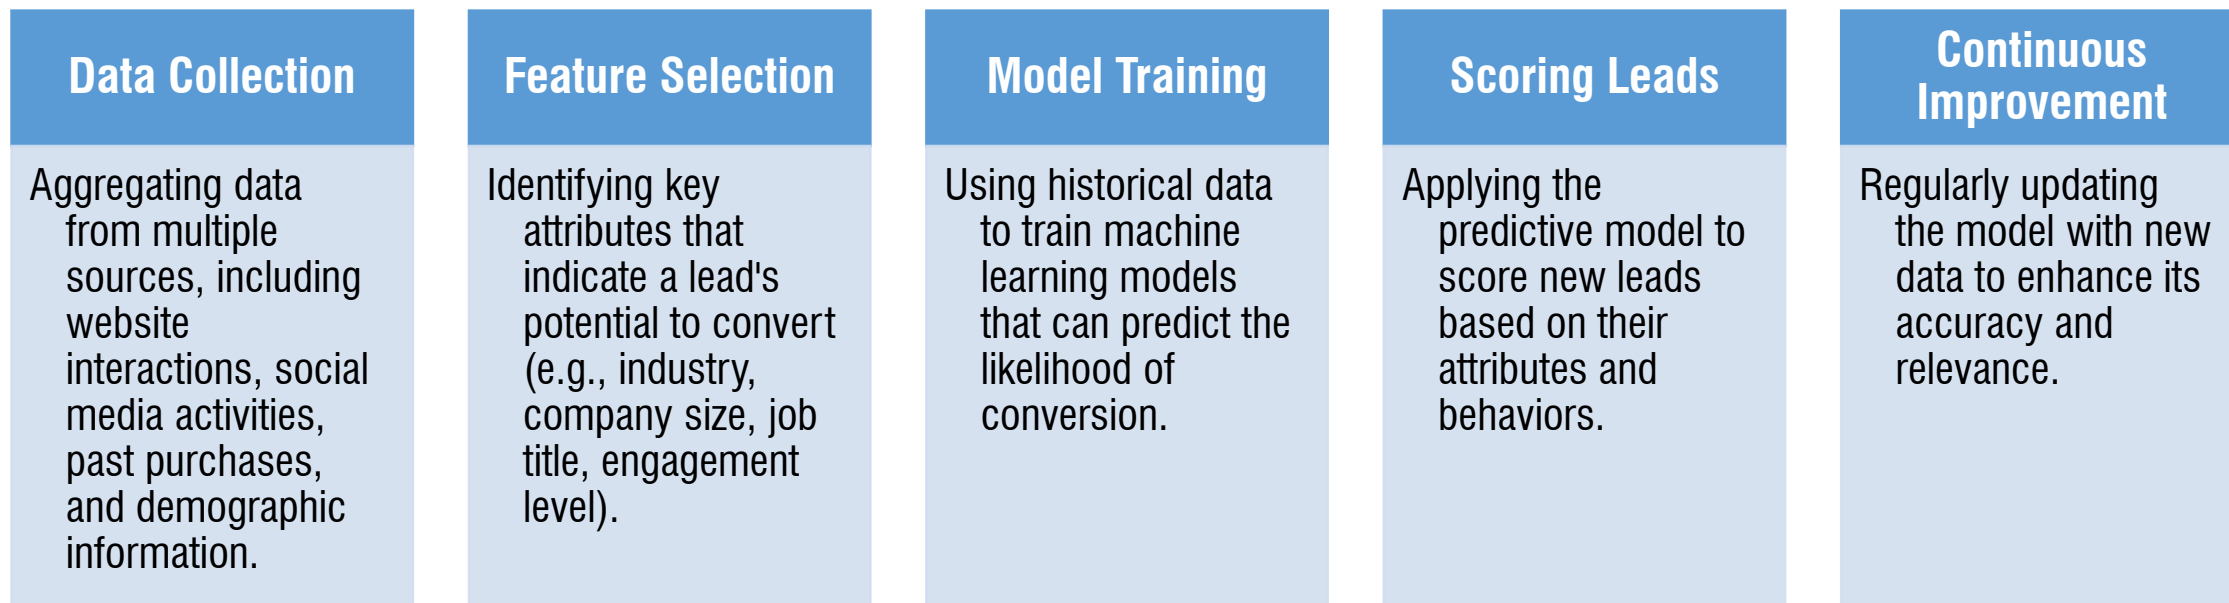 Data Collection
Aggregating data
from multiple
sources, including
website
interactions, social
media activities,
past purchases,
and demographic
information.
Feature Selection
Identifying key
attributes that
indicate a lead's
potential to convert
(e.g., industry,
company size, job
title, engagement
level).
Model Training
Using historical data
to train machine
learning models
that can predict the
likelihood of
conversion.
Scoring Leads
Applying the
predictive model to
score new leads
based on their
attributes and
behaviors.
Continuous
Improvement
Regularly updating
the model with new
data to enhance its
accuracy and
relevance.